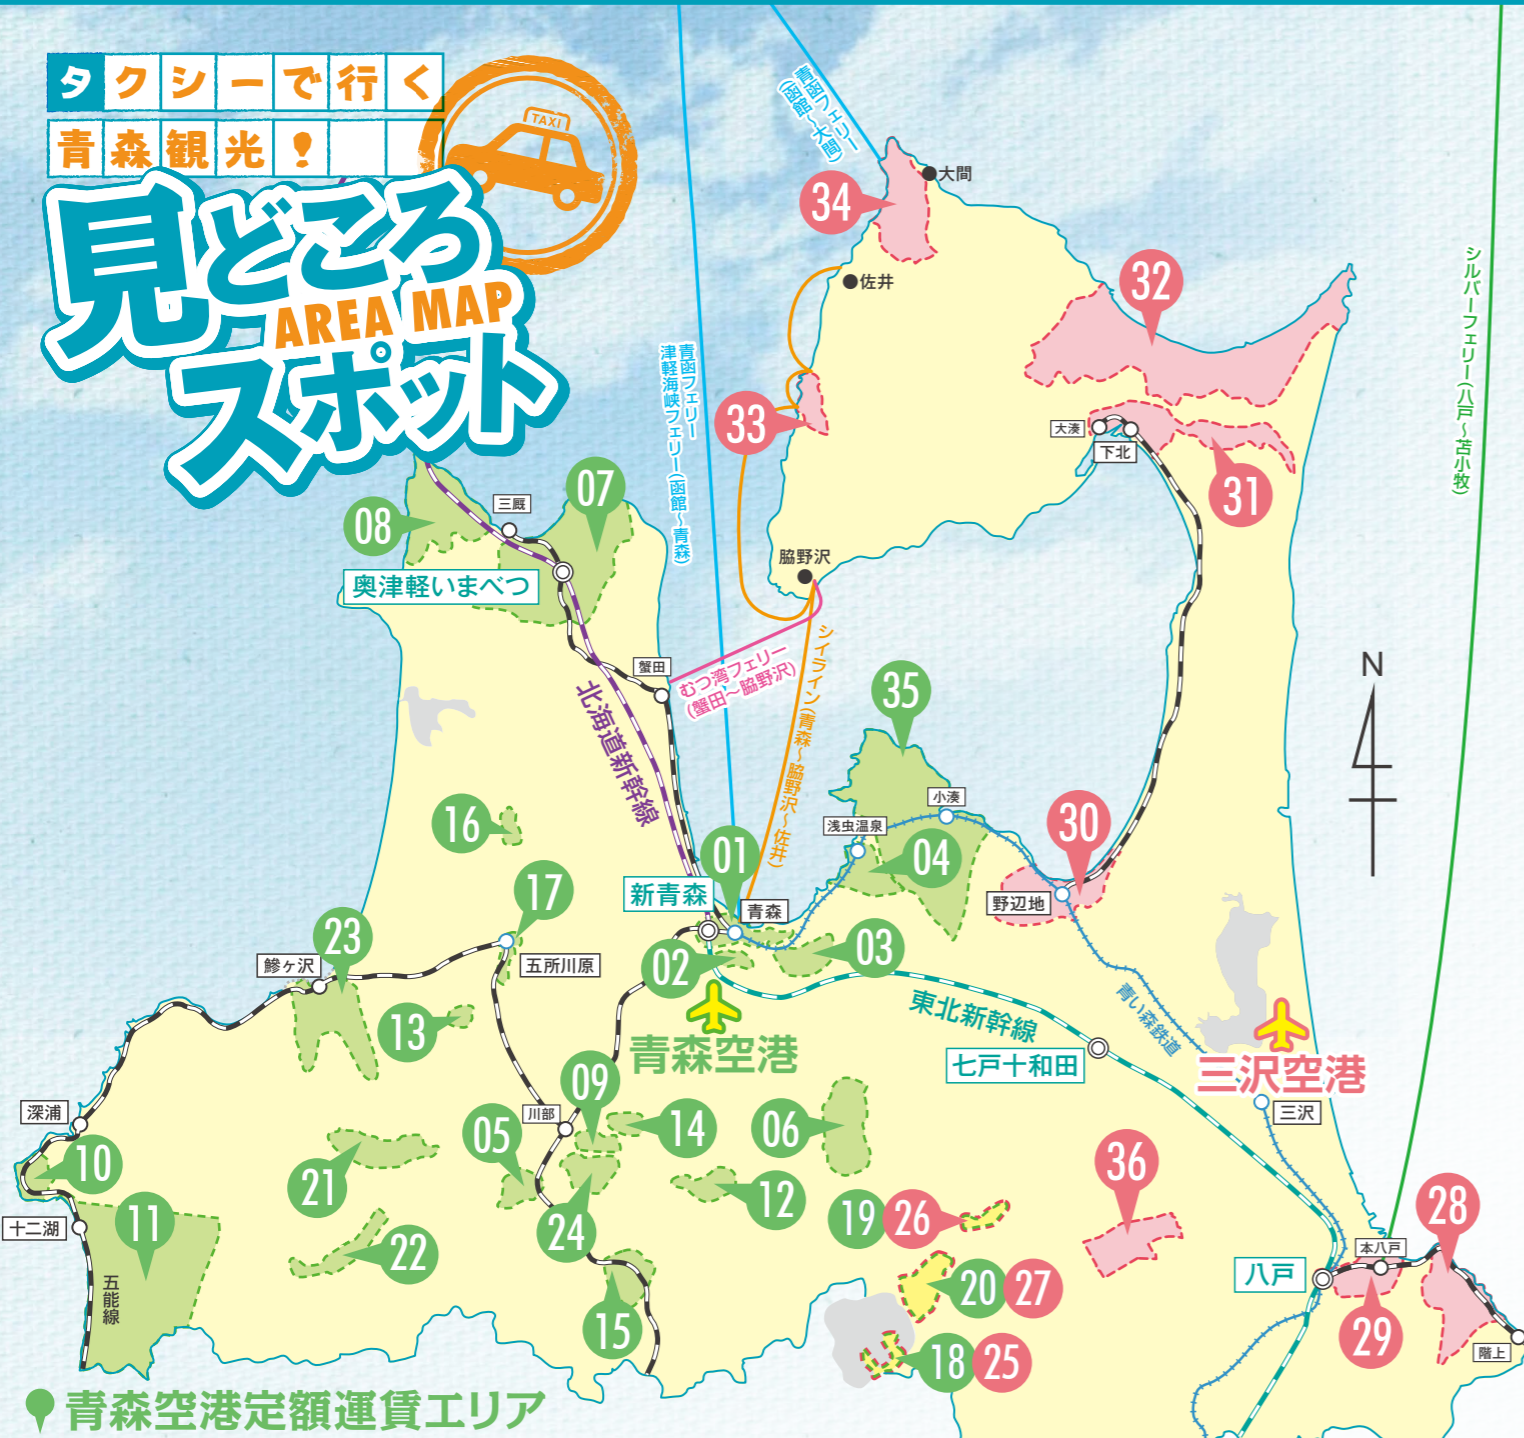 タクシーで行く
青森観光!
TAXI
見どころ
AREA MAP
スポット
青函フェリー
(函館〜大間)
大間
34
佐井
32
シルバーフェリー(八戸〜苫小牧)
青函フェリー
津軽海峡フェリー(函館〜青森)
33
大湊
下北
31
07
三厩
08
奥津軽いまべつ
脇野沢
蟹田
むつ湾フェリー
(蟹田〜脇野沢)
シィライン(青森〜脇野沢〜佐井)
北海道新幹線
N
35
小湊
浅虫温泉
16
01
04
30
新青森
青森
野辺地
17
23
鰺ヶ沢
五所川原
02
03
13
青森空港
東北新幹線
青い森鉄道
七戸十和田
三沢空港
三沢
深浦
09
川部
05
14
06
10
21
12
36
十二湖
11
22
24
19
26
28
本八戸
八戸
20
27
五能線
15
29
18
25
階上
青森空港定額運賃エリア